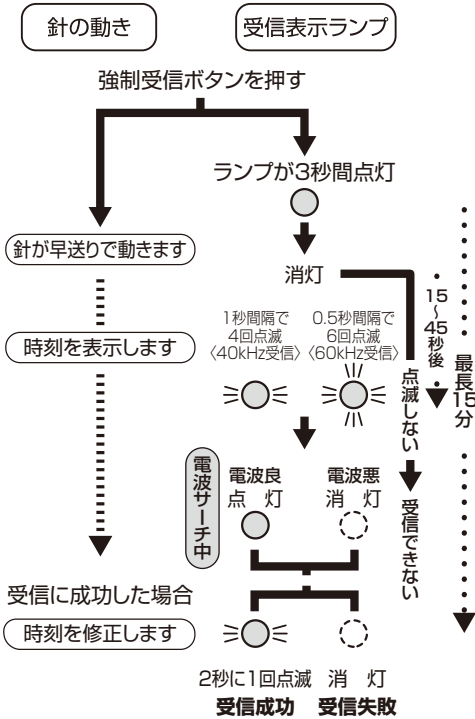 針の動き
受信表示ランプ
強制受信ボタンを押す
ランプが3秒間点灯
針が早送りで動きます
消灯
1秒間隔で
4回点滅
〈40kHz受信〉
0.5秒間隔で
6回点滅
〈60kHz受信〉
時刻を表示します
15〜45秒後
最長15分
点滅しない
受信できない
電波サーチ中
電波良
点 灯
電波悪
消 灯
受信に成功した場合
時刻を修正します
2秒に1回点滅
受信成功
消 灯
受信失敗